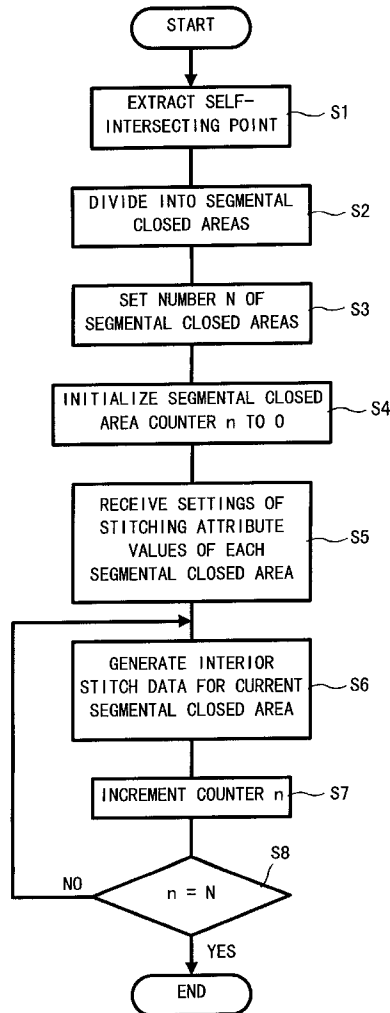 START
EXTRACT SELF-
INTERSECTING POINT
S1
DIVIDE INTO SEGMENTAL
CLOSED AREAS
S2
SET NUMBER N OF
SEGMENTAL CLOSED AREAS
S3
INITIALIZE SEGMENTAL CLOSED
AREA COUNTER n TO 0
S4
RECEIVE SETTINGS OF
STITCHING ATTRIBUTE
VALUES OF EACH
SEGMENTAL CLOSED AREA
S5
GENERATE INTERIOR
STITCH DATA FOR CURRENT
SEGMENTAL CLOSED AREA
S6
INCREMENT COUNTER n
S7
S8
n = N
NO
YES
END